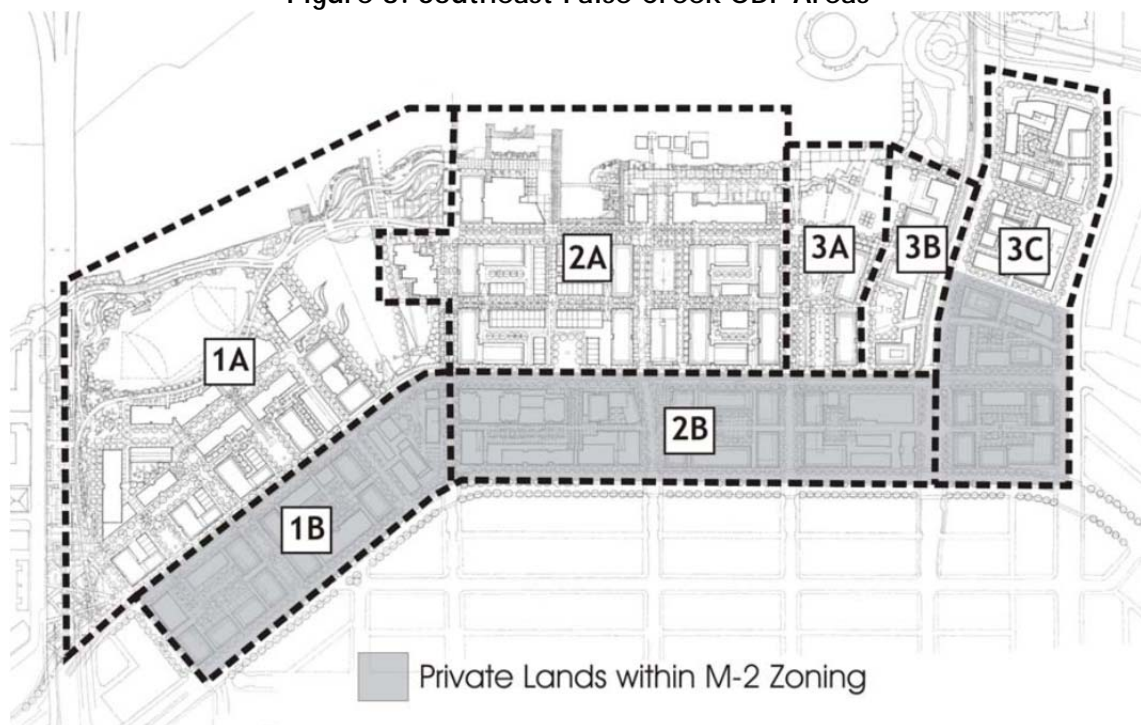 Figure 3: Southeast False Creek ODP Areas
2A
3A
3B
3C
1A
2B
1B
Private Lands within M-2 Zoning